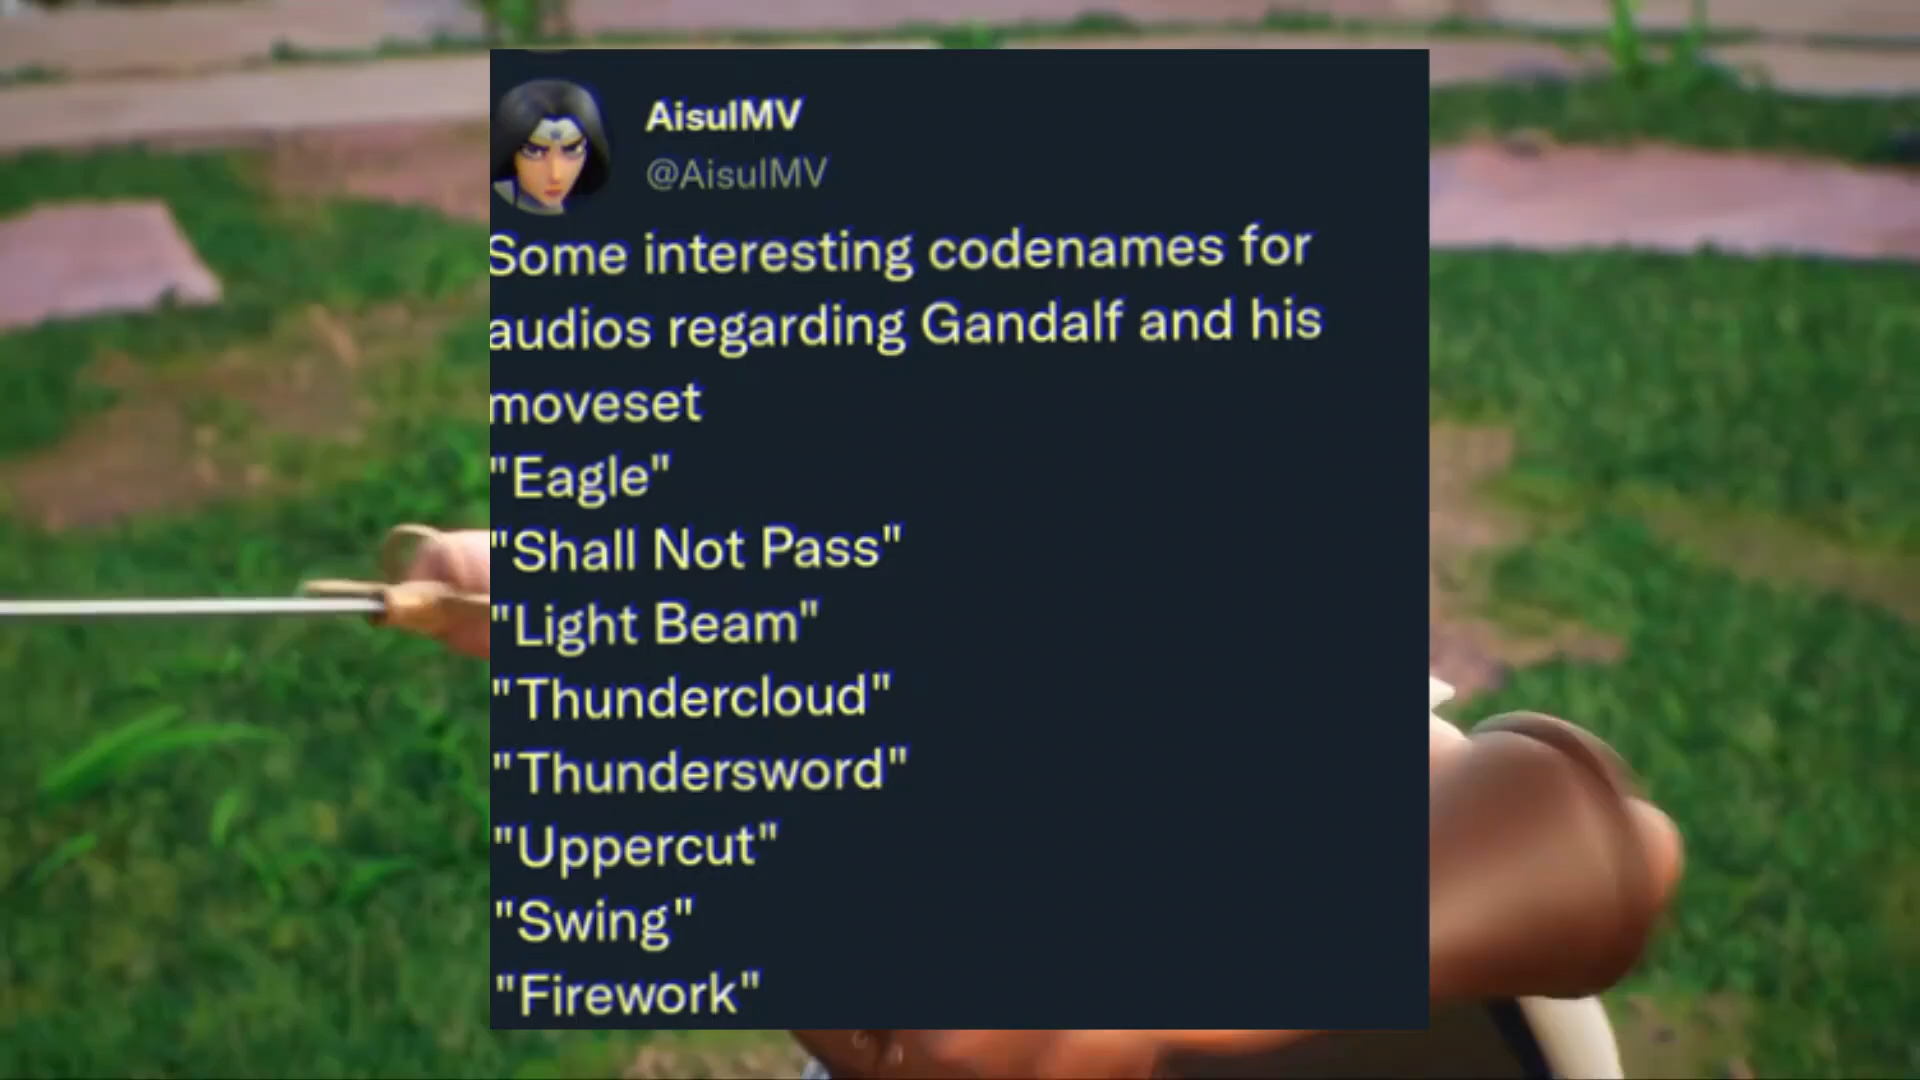 AisulMV
@AisulMV
Some interesting codenames for
audios regarding Gandalf and his
moveset
"Eagle"
"Shall Not Pass"
"Light Beam"
"Thundercloud"
"Thundersword"
"Uppercut"
"Swing"
"Firework"